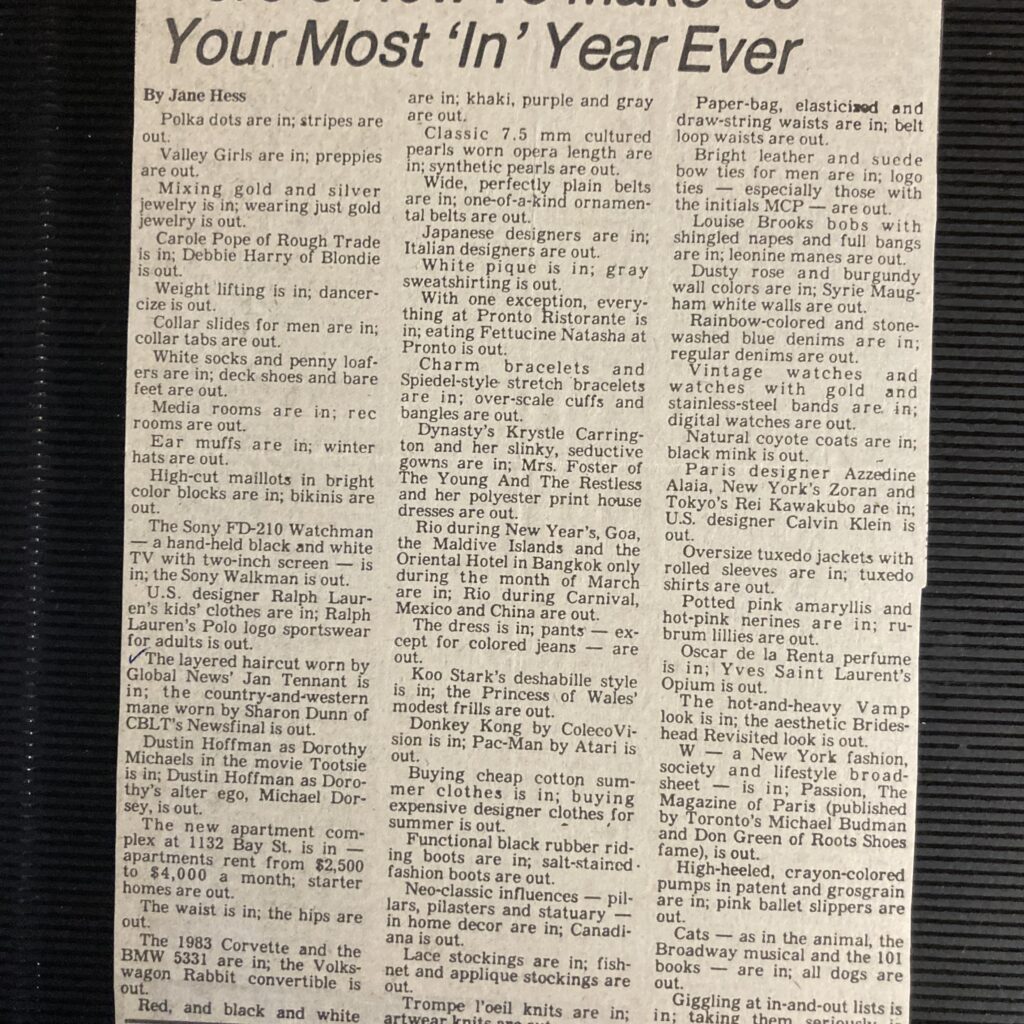 Your Most 'In' Year Ever
By Jane Hess
Polka dots are in; stripes are
out.
Valley Girls are in; preppies
are out.
Mixing gold and silver
jewelry is in; wearing just gold
jewelry is out.
Carole Pope of Rough Trade
is in; Debbie Harry of Blondie
is out.
Weight lifting is in; dancer-
cize is out.
Collar slides for men are in;
collar tabs are out.
White socks and penny loaf-
ers are in; deck shoes and bare
feet are out.
Media rooms are in; rec
rooms are out.
Ear muffs are in; winter
hats are out.
High-cut maillots in bright
color blocks are in; bikinis are
out.
The Sony FD-210 Watchman
— a hand-held black and white
TV with two-inch screen — is
in; the Sony Walkman is out.
U.S. designer Ralph Laur-
en's kids' clothes are in; Ralph
Lauren's Polo logo sportswear
for adults is out.
The layered haircut worn by
Global News' Jan Tennant is
in; the country-and-western
mane worn by Sharon Dunn of
CBLT's Newsfinal is out.
Dustin Hoffman as Dorothy
Michaels in the movie Tootsie
is in; Dustin Hoffman as Doro-
thy's alter ego, Michael Dor-
sey, is out.
The new apartment com-
plex at 1132 Bay St. is in —
apartments rent from $2,500
to $4,000 a month; starter
homes are out.
The waist is in; the hips are
out.
The 1983 Corvette and the
BMW 5331 are in; the Volks-
wagon Rabbit convertible is
out.
Red, and black and white
are in; khaki, purple and gray
are out.
Classic 7.5 mm cultured
pearls worn opera length are
in; synthetic pearls are out.
Wide, perfectly plain belts
are in; one-of-a-kind ornamen-
tal belts are out.
Japanese designers are in;
Italian designers are out.
White pique is in; gray
sweatshirting is out.
With one exception, every-
thing at Pronto Ristorante is
in; eating Fettucine Natasha at
Pronto is out.
Charm bracelets and
Spiedel-style stretch bracelets
are in; over-scale cuffs and
bangles are out.
Dynasty's Krystle Carring-
ton and her slinky, seductive
gowns are in; Mrs. Foster of
The Young And The Restless
and her polyester print house
dresses are out.
Rio during New Year's, Goa,
the Maldive Islands and the
Oriental Hotel in Bangkok only
during the month of March
are in; Rio during Carnival,
Mexico and China are out.
The dress is in; pants — ex-
cept for colored jeans — are
out.
Koo Stark's deshabille style
is in; the Princess of Wales'
modest frills are out.
Donkey Kong by ColecoVi-
sion is in; Pac-Man by Atari is
out.
Buying cheap cotton sum-
mer clothes is in; buying
expensive designer clothes for
summer is out.
Functional black rubber rid-
ing boots are in; salt-stained
fashion boots are out.
Neo-classic influences — pil-
lars, pilasters and statuary —
in home decor are in; Canadi-
ana is out.
Lace stockings are in; fish-
net and applique stockings are
out.
Trompe l'oeil knits are in;
artwear knits are out
Paper-bag, elasticized and
draw-string waists are in; belt
loop waists are out.
Bright leather and suede
bow ties for men are in; logo
ties — especially those with
the initials MCP — are out.
Louise Brooks bobs with
shingled napes and full bangs
are in; leonine manes are out.
Dusty rose and burgundy
wall colors are in; Syrie Maug-
ham white walls are out.
Rainbow-colored and stone-
washed blue denims are in;
regular denims are out.
Vintage watches and
watches with gold and
stainless-steel bands are in;
digital watches are out.
Natural coyote coats are in;
black mink is out.
Paris designer Azzedine
Alaia, New York's Zoran and
Tokyo's Rei Kawakubo are in;
U.S. designer Calvin Klein is
out.
Oversize tuxedo jackets with
rolled sleeves are in; tuxedo
shirts are out.
Potted pink amaryllis and
hot-pink nerines are in; ru-
brum lillies are out.
Oscar de la Renta perfume
is in; Yves Saint Laurent's
Opium is out.
The hot-and-heavy Vamp
look is in; the aesthetic Brides-
head Revisited look is out.
W — a New York fashion,
society and lifestyle broad-
sheet — is in; Passion, The
Magazine of Paris (published
by Toronto's Michael Budman
and Don Green of Roots Shoes
fame), is out.
High-heeled, crayon-colored
pumps in patent and grosgrain
are in; pink ballet slippers are
out.
Cats — as in the animal, the
Broadway musical and the 101
books — are in; all dogs are
out.
Giggling at in-and-out lists is
in; taking them seriously is